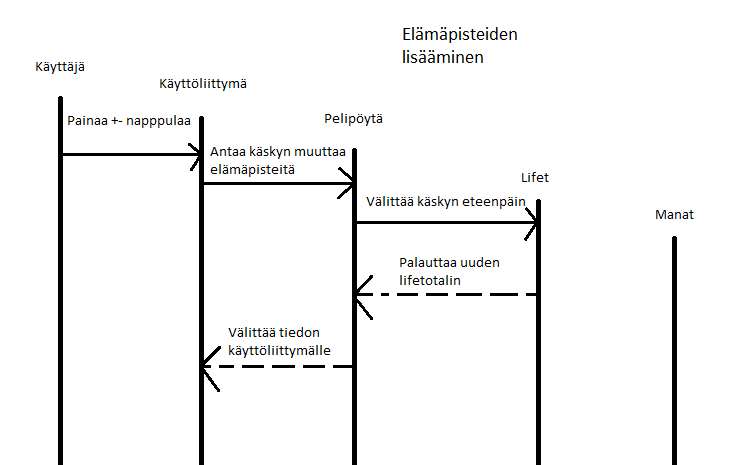 Elämäpisteiden
lisääminen
Käyttäjä
Käyttöliittymä
Painaa +- napppulaa
Pelipöytä
Antaa käskyn muuttaa
elämäpisteitä
Lifet
Välittää käskyn eteenpäin
Manat
Palauttaa uuden
lifetotalin
Välittää tiedon
käyttöliittymälle